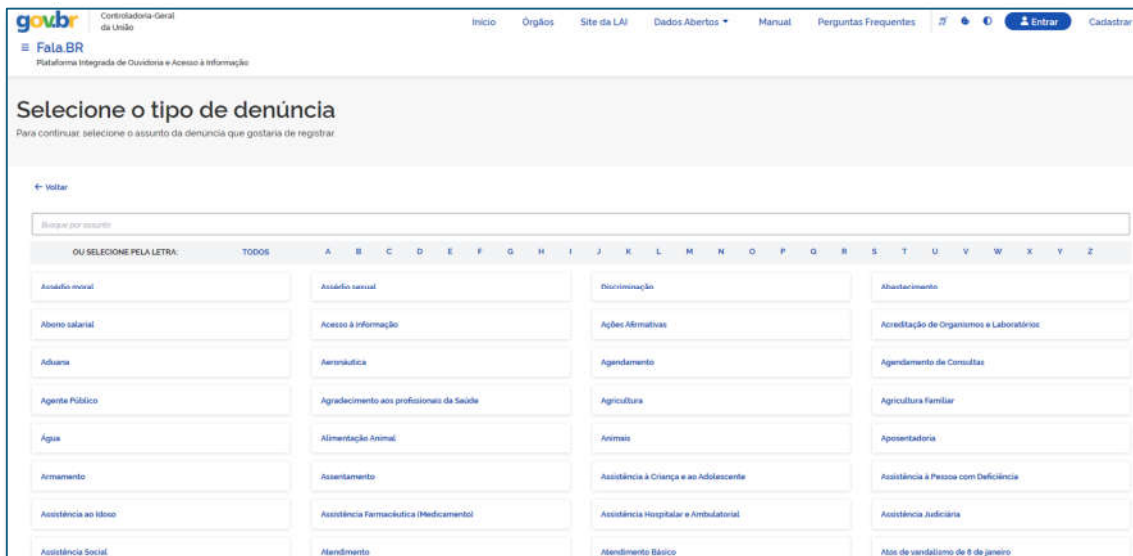 gov.br Controladoria-Geral da União Início Órgãos Site da LAI Dados Abertos Manual Perguntas Frequentes Entrar Cadastrar
≡ Fala.BR
Plataforma Integrada de Ouvidoria e Acesso à Informação
Selecione o tipo de denúncia
Para continuar, selecione o assunto da denúncia que gostaria de registrar
← Voltar
Busque por assunto
OU SELECIONE PELA LETRA: TODOS A B C D E F G H I J K L M N O P Q R S T U V W X Y Z
Assédio moral Assédio sexual Discriminação Abastecimento
Abono salarial Acesso à informação Ações Afirmativas Acreditação de Organismos e Laboratórios
Aduana Aeronáutica Agendamento Agendamento de Consultas
Agente Público Agradecimento aos profissionais da Saúde Agricultura Agricultura Familiar
Água Alimentação Animal Animais Aposentadoria
Armamento Assentamento Assistência à Criança e ao Adolescente Assistência à Pessoa com Deficiência
Assistência ao Idoso Assistência Farmacêutica (Medicamento) Assistência Hospitalar e Ambulatorial Assistência Judiciária
Assistência Social Atendimento Atendimento Básico Atos de vandalismo de 8 de janeiro